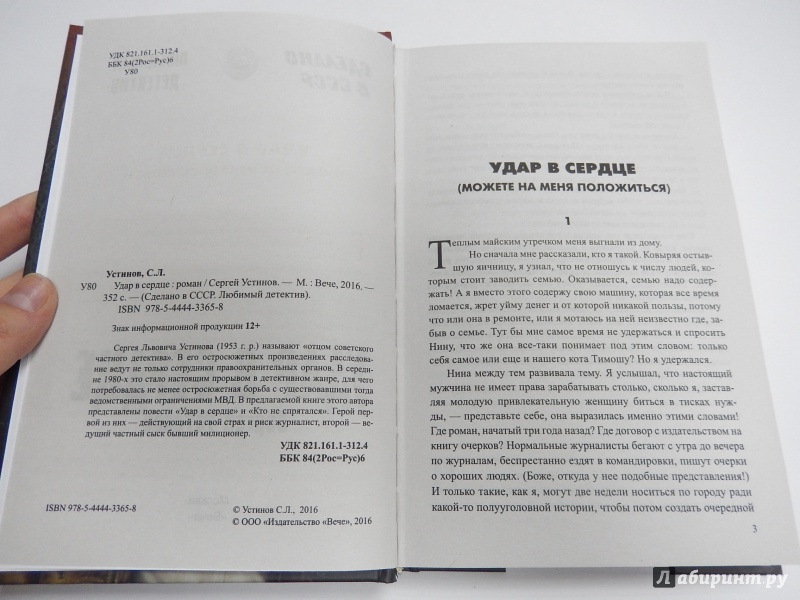 УДК 821.161.1-312.4
ББК 84(2Рос=Рус)6
У80
Устинов, С.Л.
У80 Удар в сердце : роман / Сергей Устинов. — М. : Вече, 2016. —
352 с. — (Сделано в СССР. Любимый детектив).
ISBN 978-5-4444-3365-8
Знак информационной продукции 12+
Сергея Львовича Устинова (1953 г. р.) называют «отцом советского
частного детектива». В его остросюжетных произведениях расследова-
ние ведут не только сотрудники правоохранительных органов. В середи-
не 1980-х это стало настоящим прорывом в детективном жанре, для чего
потребовалась не менее остросюжетная борьба с существовавшими тогда
ведомственными ограничениями МВД. В предлагаемой книге этого автора
представлены повести «Удар в сердце» и «Кто не спрятался». Герой пер-
вой из них — действующий на свой страх и риск журналист, второй — ве-
дущий частный сыск бывший милиционер.
УДК 821.161.1-312.4
ББК 84(2Рос=Рус)6
ISBN 978-5-4444-3365-8
© Устинов С.Л., 2016
© ООО «Издательство «Вече», 2016
УДАР В СЕРДЦЕ
(МОЖЕТЕ НА МЕНЯ ПОЛОЖИТЬСЯ)
1
Теплым майским утречком меня выгнали из дому.
Но сначала мне рассказали, кто я такой. Ковыряя остыв-
шую яичницу, я узнал, что не отношусь к числу людей, ко-
торым стоит заводить семью. Оказывается, семью надо содер-
жать! А я вместо этого содержу свою машину, которая все время
ломается, жрет уйму денег и от которой никакой пользы, потому
что или она в ремонте, или я мотаюсь на ней неизвестно где, за-
быв о семье. Тут бы мне самое время не удержаться и спросить
Нину, что же она все-таки понимает под этим словом: только
себя самое или еще и нашего кота Тимошу? Но я удержался.
Нина между тем развивала тему. Я услышал, что настоящий
мужчина не имеет права зарабатывать столько, сколько я, застав-
ляя молодую привлекательную женщину биться в тисках нуж-
ды, — представьте себе, она выразилась именно этими словами!
Где роман, начатый три года назад? Где договор с издательством на
книгу очерков? Нормальные журналисты бегают с утра до вечера
по журналам, беспрестанно ездят в командировки, пишут очерки
о хороших людях. (Боже, откуда у нее подобные представления!)
И только такие, как я, могут две недели носиться по городу ради
какой-то полууголовной истории, чтобы потом создать очередной
3
Лабиринт.ру